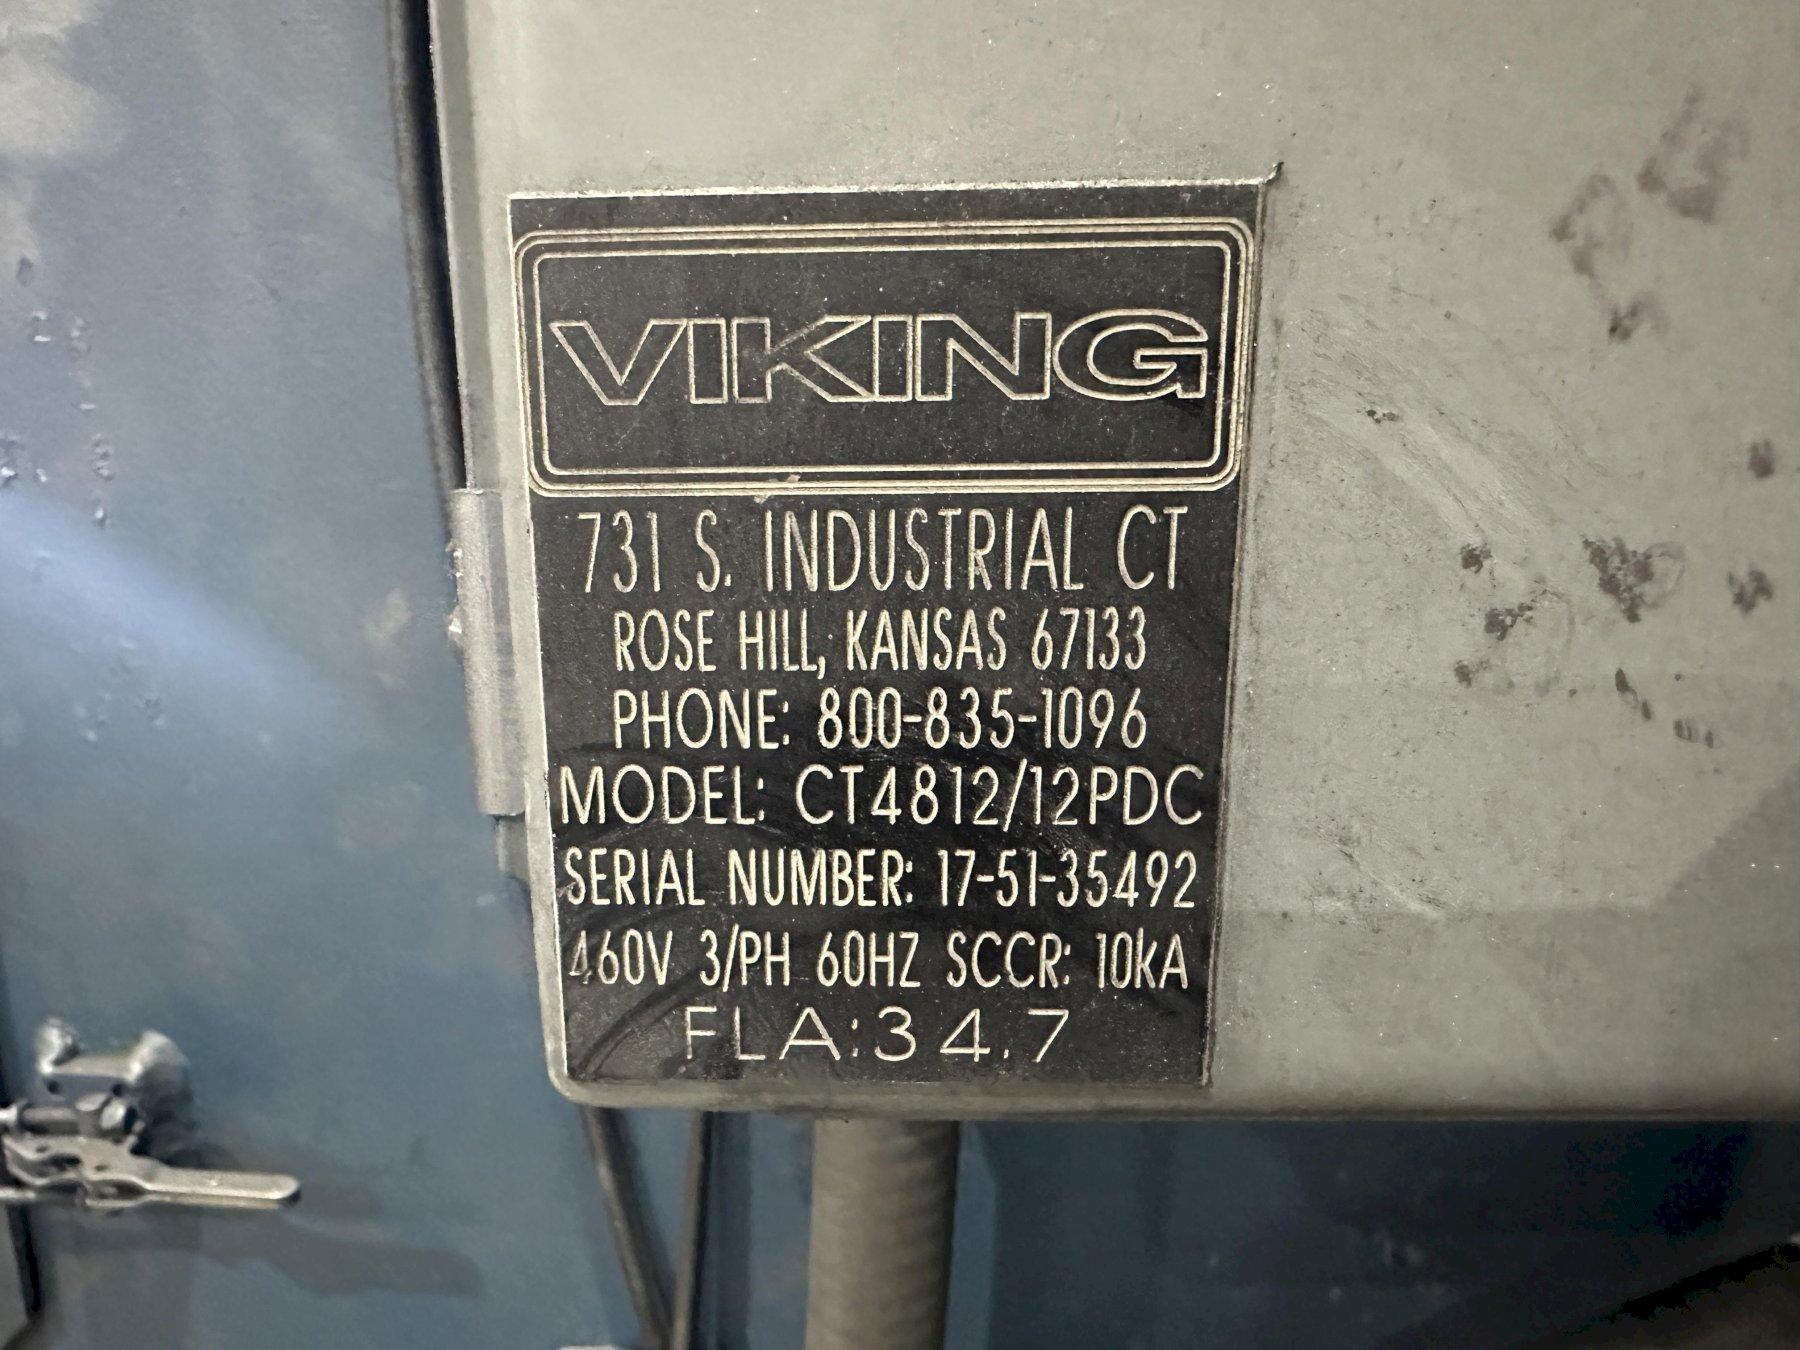 VIKING
731 S. INDUSTRIAL CT
ROSE HILL, KANSAS 67133
PHONE: 800-835-1096
MODEL: CT4812/12PDC
SERIAL NUMBER: 17-51-35492
460V 3/PH 60HZ SCCR: 10kA
FLA:34.7